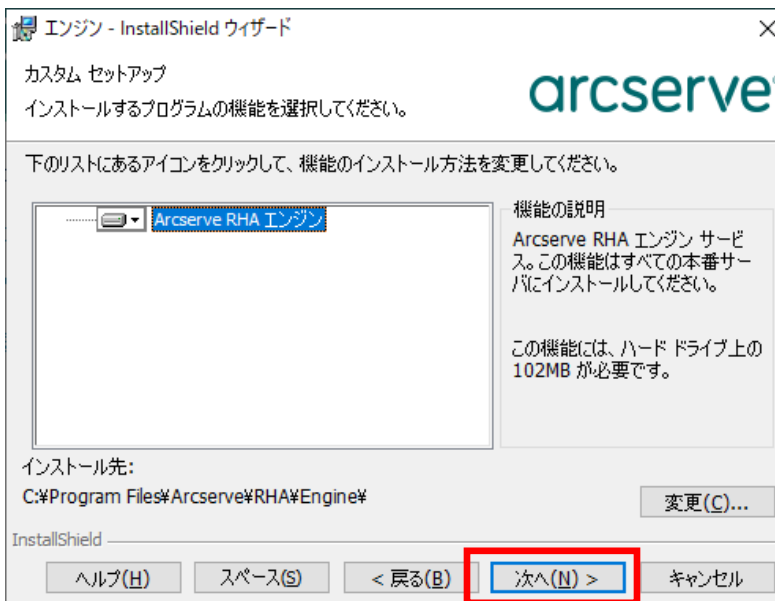 エンジン - InstallShield ウィザード
カスタム セットアップ
インストールするプログラムの機能を選択してください。
arcserve
下のリストにあるアイコンをクリックして、機能のインストール方法を変更してください。
Arcserve RHA エンジン
機能の説明
Arcserve RHA エンジン サービ
ス。この機能はすべての本番サー
バにインストールしてください。
この機能には、ハード ドライブ上の
102MB が必要です。
インストール先:
C:¥Program Files¥Arcserve¥RHA¥Engine¥
変更(C)...
InstallShield
ヘルプ(H)
スペース(S)
< 戻る(B)
次へ(N) >
キャンセル